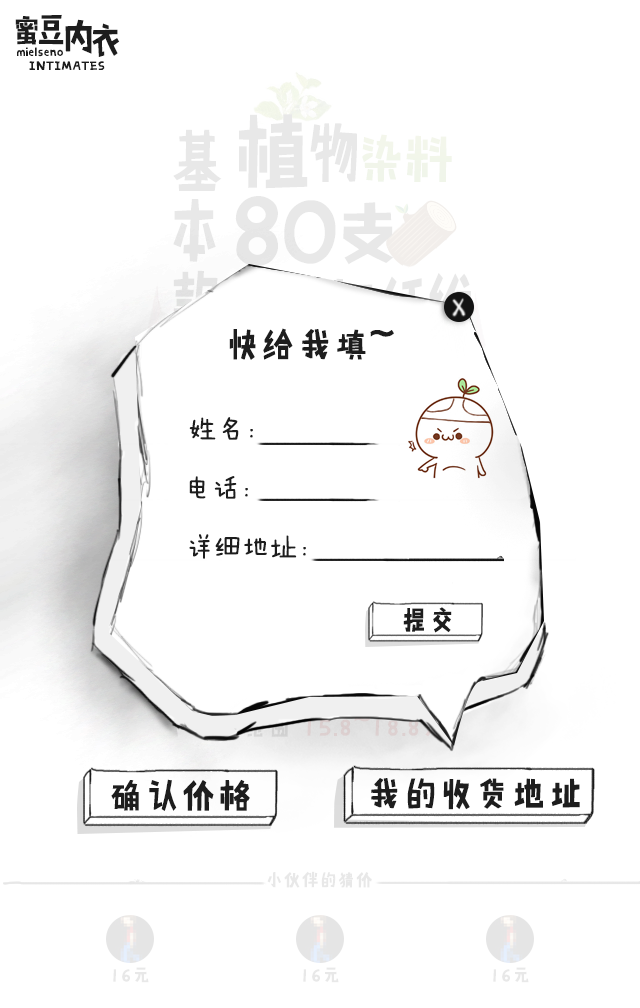 蜜豆内衣
mielseno
INTIMATES
基植物染料
本80支
X
快给我填~
姓名:
电话:
详细地址:
提交
15.8 18.8
确认价格
我的收货地址
小伙伴的猜价
16元 16元 16元